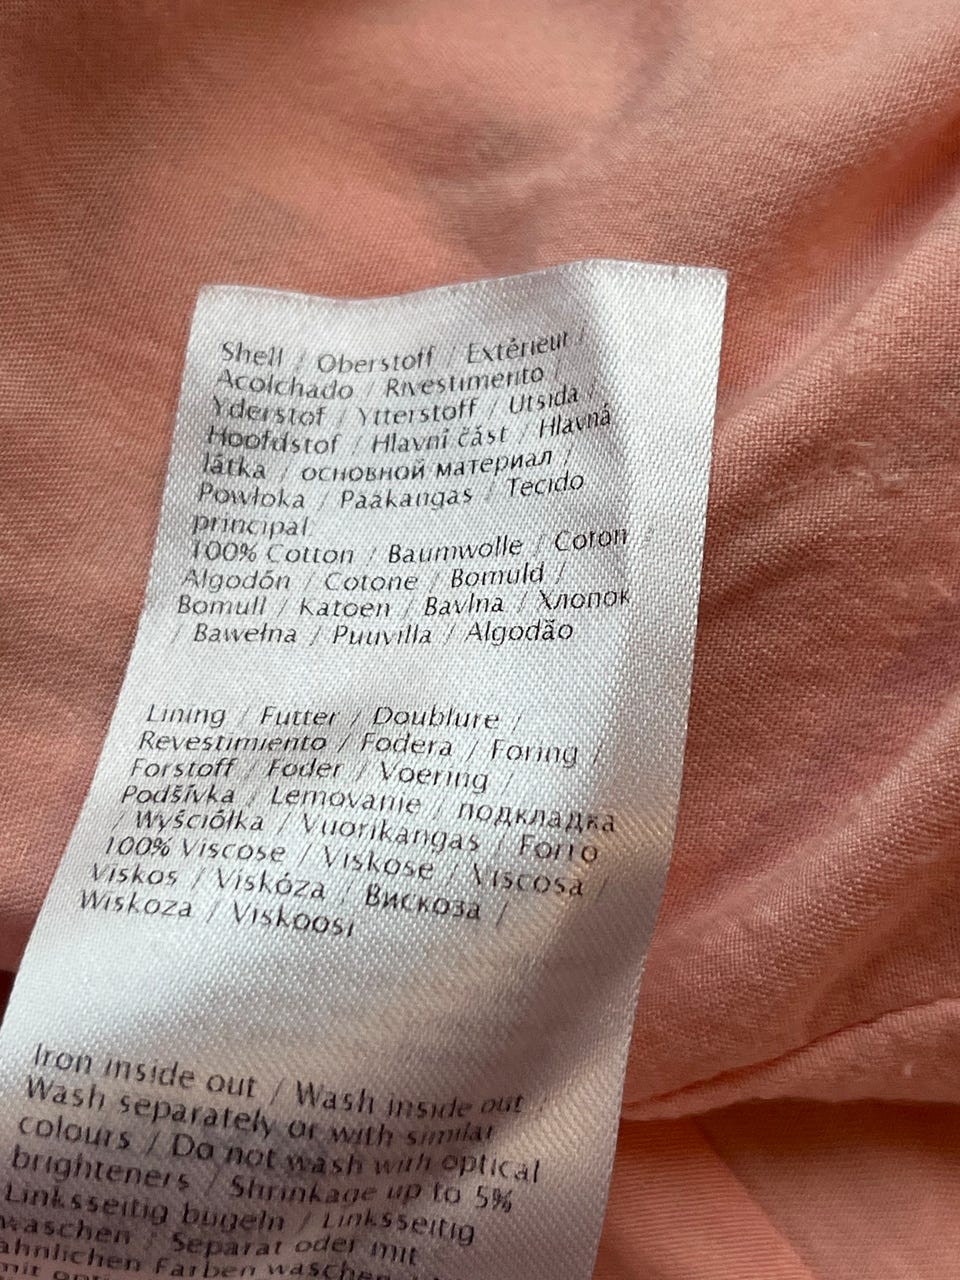 Shell / Oberstoff / Extérieur /
Acolchado / Rivestimento /
Yderstof / Ytterstoff / Utsida /
Hoofdstof / Hlavní část / Hlavná
látka / основной материал /
Powłoka / Paakangas / Tecido
principal:
100% Cotton / Baumwolle / Coton /
Algodón / Cotone / Bomuld /
Bomull / Katoen / Bavlna / Хлопок
/ Bawełna / Puuvilla / Algodão
Lining / Futter / Doublure /
Revestimiento / Fodera / Foring /
Forstoff / Foder / Voering /
Podšívka / Lemovanie / подкладка
/ Wyściółka / Vuorikangas / Forro
100% Viscose / Viskose / Viscosa /
Viskos / Viskóza / Вискоза /
Wiskoza / Viskoosi
Iron inside out / Wash inside out /
Wash separately or with similar
colours / Do not wash with optical
brighteners / Shrinkage up to 5%
Linksseitig bügeln / Linksseitig
waschen / Separat oder mit
ähnlichen Farben waschen /
mit